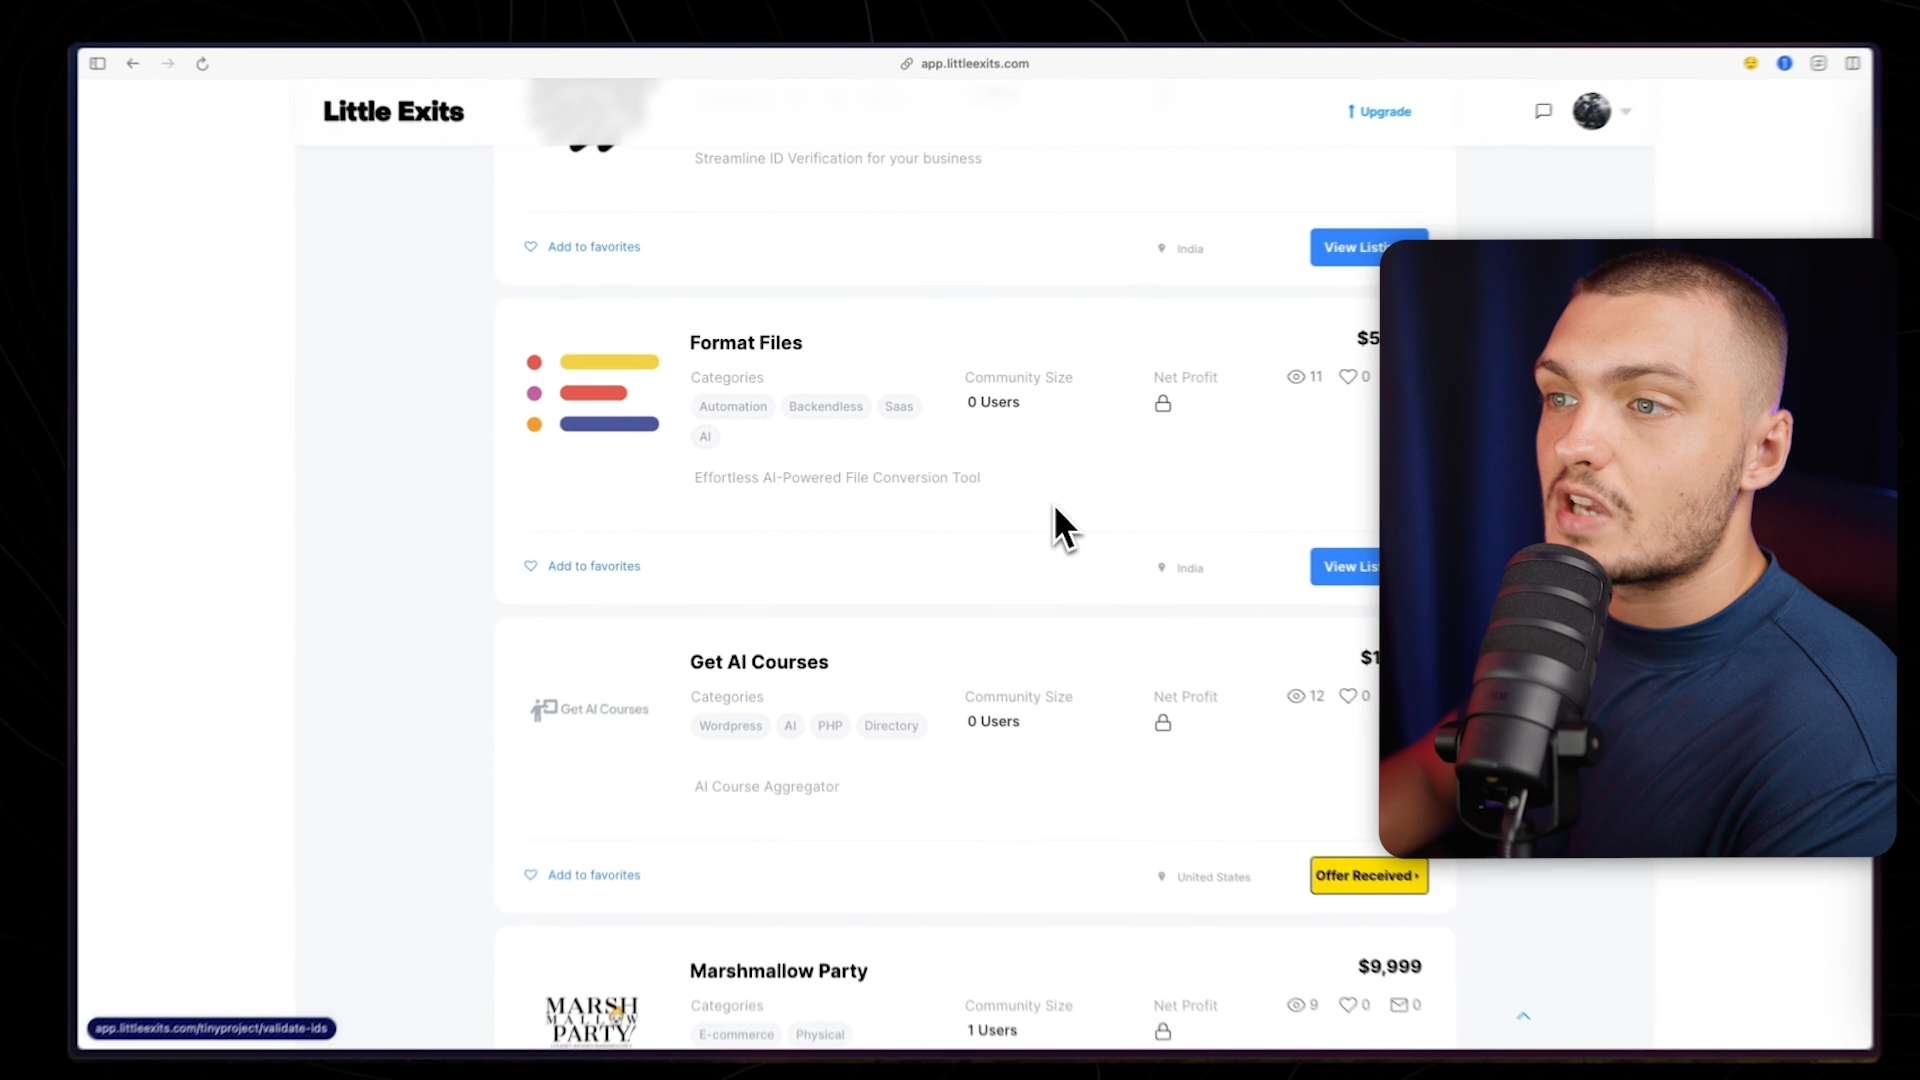 app.littleexits.com
Little Exits
Upgrade
Streamline ID Verification for your business
Add to favorites
India
View Listi
Format Files
$5
Categories
Community Size
Net Profit
11
0
Automation
Backendless
Saas
0 Users
AI
Effortless AI-Powered File Conversion Tool
Add to favorites
India
View Lis
Get AI Courses
$1
Categories
Community Size
Net Profit
12
0
Get AI Courses
Wordpress
AI
PHP
Directory
0 Users
AI Course Aggregator
Add to favorites
United States
Offer Received
Marshmallow Party
$9,999
MARSH
MALLOW
PARTY!
Categories
Community Size
Net Profit
9
0
0
E-commerce
Physical
1 Users
app.littleexits.com/tinyproject/validate-ids